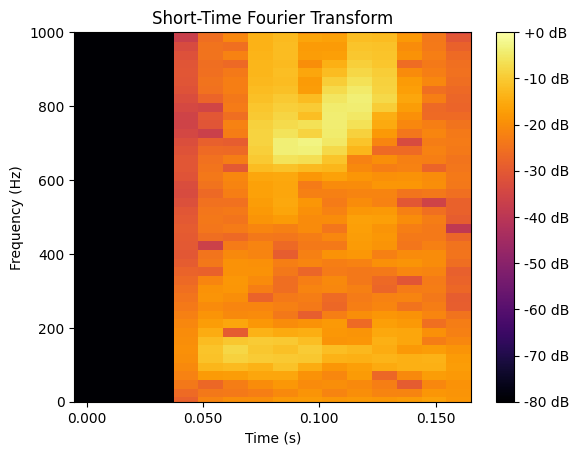 Short-Time Fourier Transform
1000
800
600
400
200
0
Frequency (Hz)
0.000
0.050
0.100
0.150
Time (s)
+0 dB
-10 dB
-20 dB
-30 dB
-40 dB
-50 dB
-60 dB
-70 dB
-80 dB